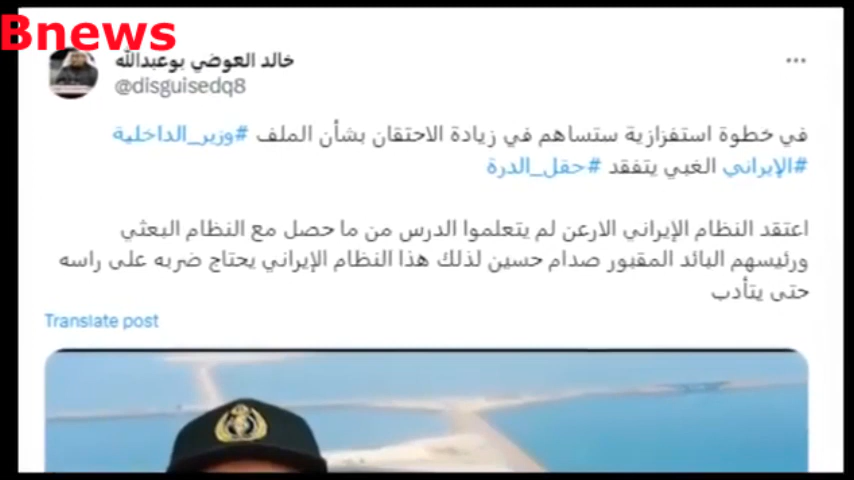 Bnews
خالد العوضي بوعبدالله
@disguisedq8
في خطوة استفزازية ستساهم في زيادة الاحتقان بشأن الملف #وزير_الداخلية
#الإيراني الغبي يتفقد #حقل_الدرة
اعتقد النظام الإيراني الارعن لم يتعلموا الدرس من ما حصل مع النظام البعثي
ورئيسهم البائد المقبور صدام حسين لذلك هذا النظام الإيراني يحتاج ضربه على راسه
حتى يتأدب
Translate post